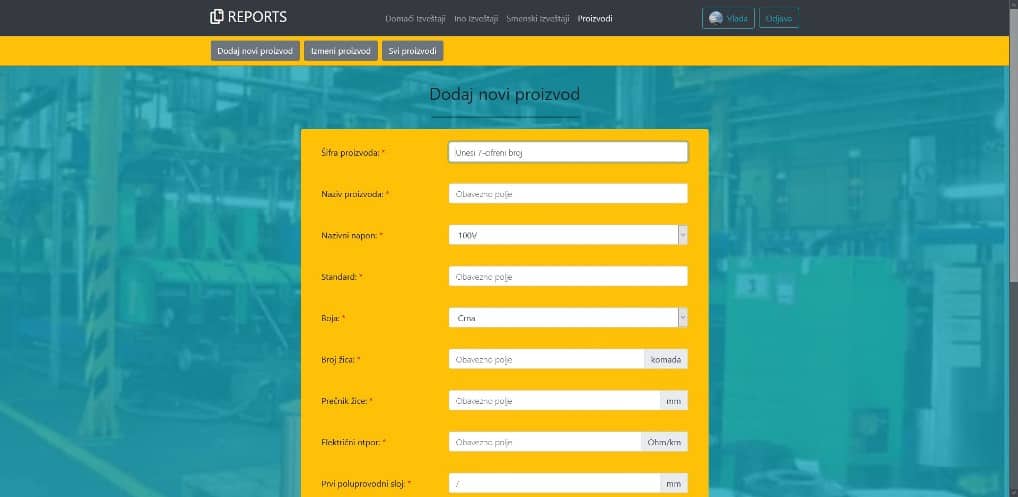 REPORTS
Domaći Izveštaji Ino Izveštaji Smenski Izveštaji Proizvodi
Vlada Odjava
Dodaj novi proizvod Izmeni proizvod Svi proizvodi
Dodaj novi proizvod
Šifra proizvoda: * Unesi 7-cifreni broj
Naziv proizvoda: * Obavezno polje
Nazivni napon: * 100V
Standard: * Obavezno polje
Boja: * Crna
Broj žica: * Obavezno polje komada
Prečnik žice: * Obavezno polje mm
Električni otpor: * Obavezno polje Ohm/km
Prvi poluprovodni sloj: * / mm